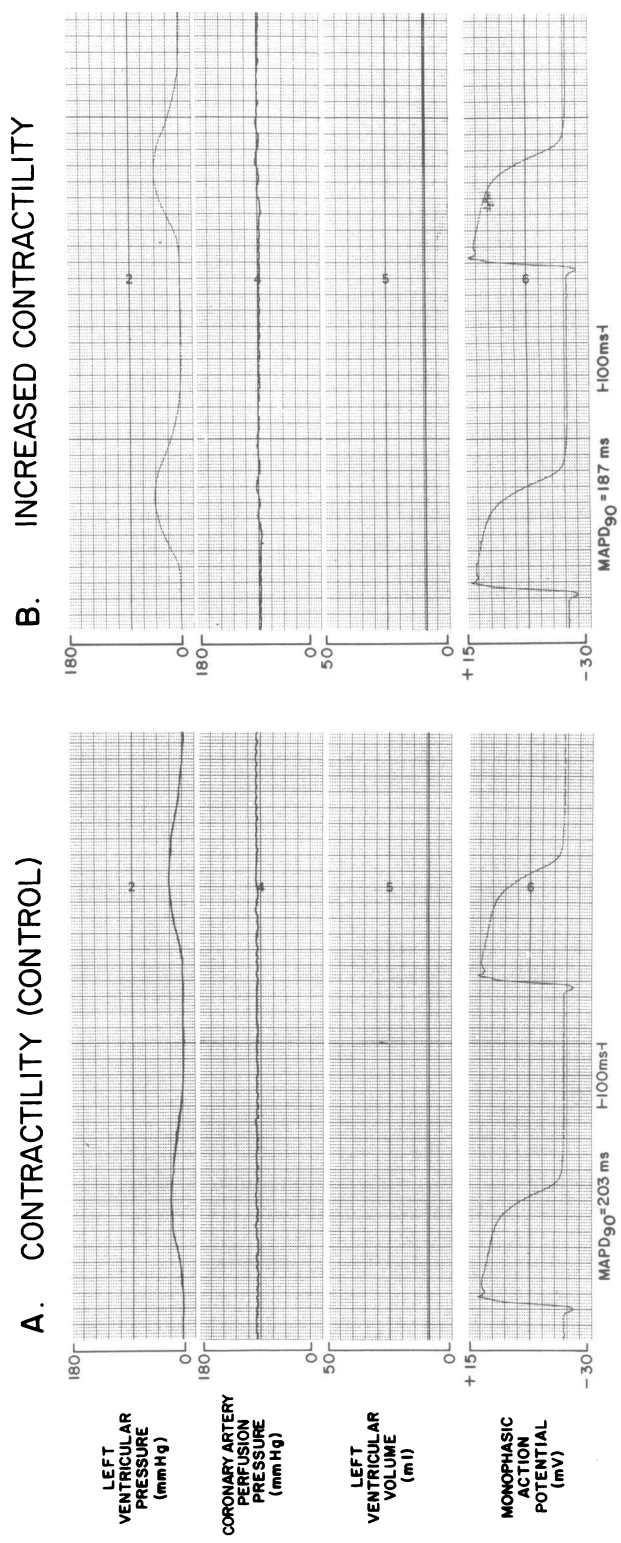 A. CONTRACTILITY (CONTROL)
B. INCREASED CONTRACTILITY
LEFT
VENTRICULAR
PRESSURE
(mmHg)
180
0
2
180
0
2
CORONARY ARTERY
PERFUSION
PRESSURE
(mmHg)
180
0
4
180
0
4
LEFT
VENTRICULAR
VOLUME
(ml)
50
0
5
50
0
5
MONOPHASIC
ACTION
POTENTIAL
(mV)
+15
-30
6
+15
-30
6
MAPD90=203 ms
100ms
MAPD90=187 ms
100ms